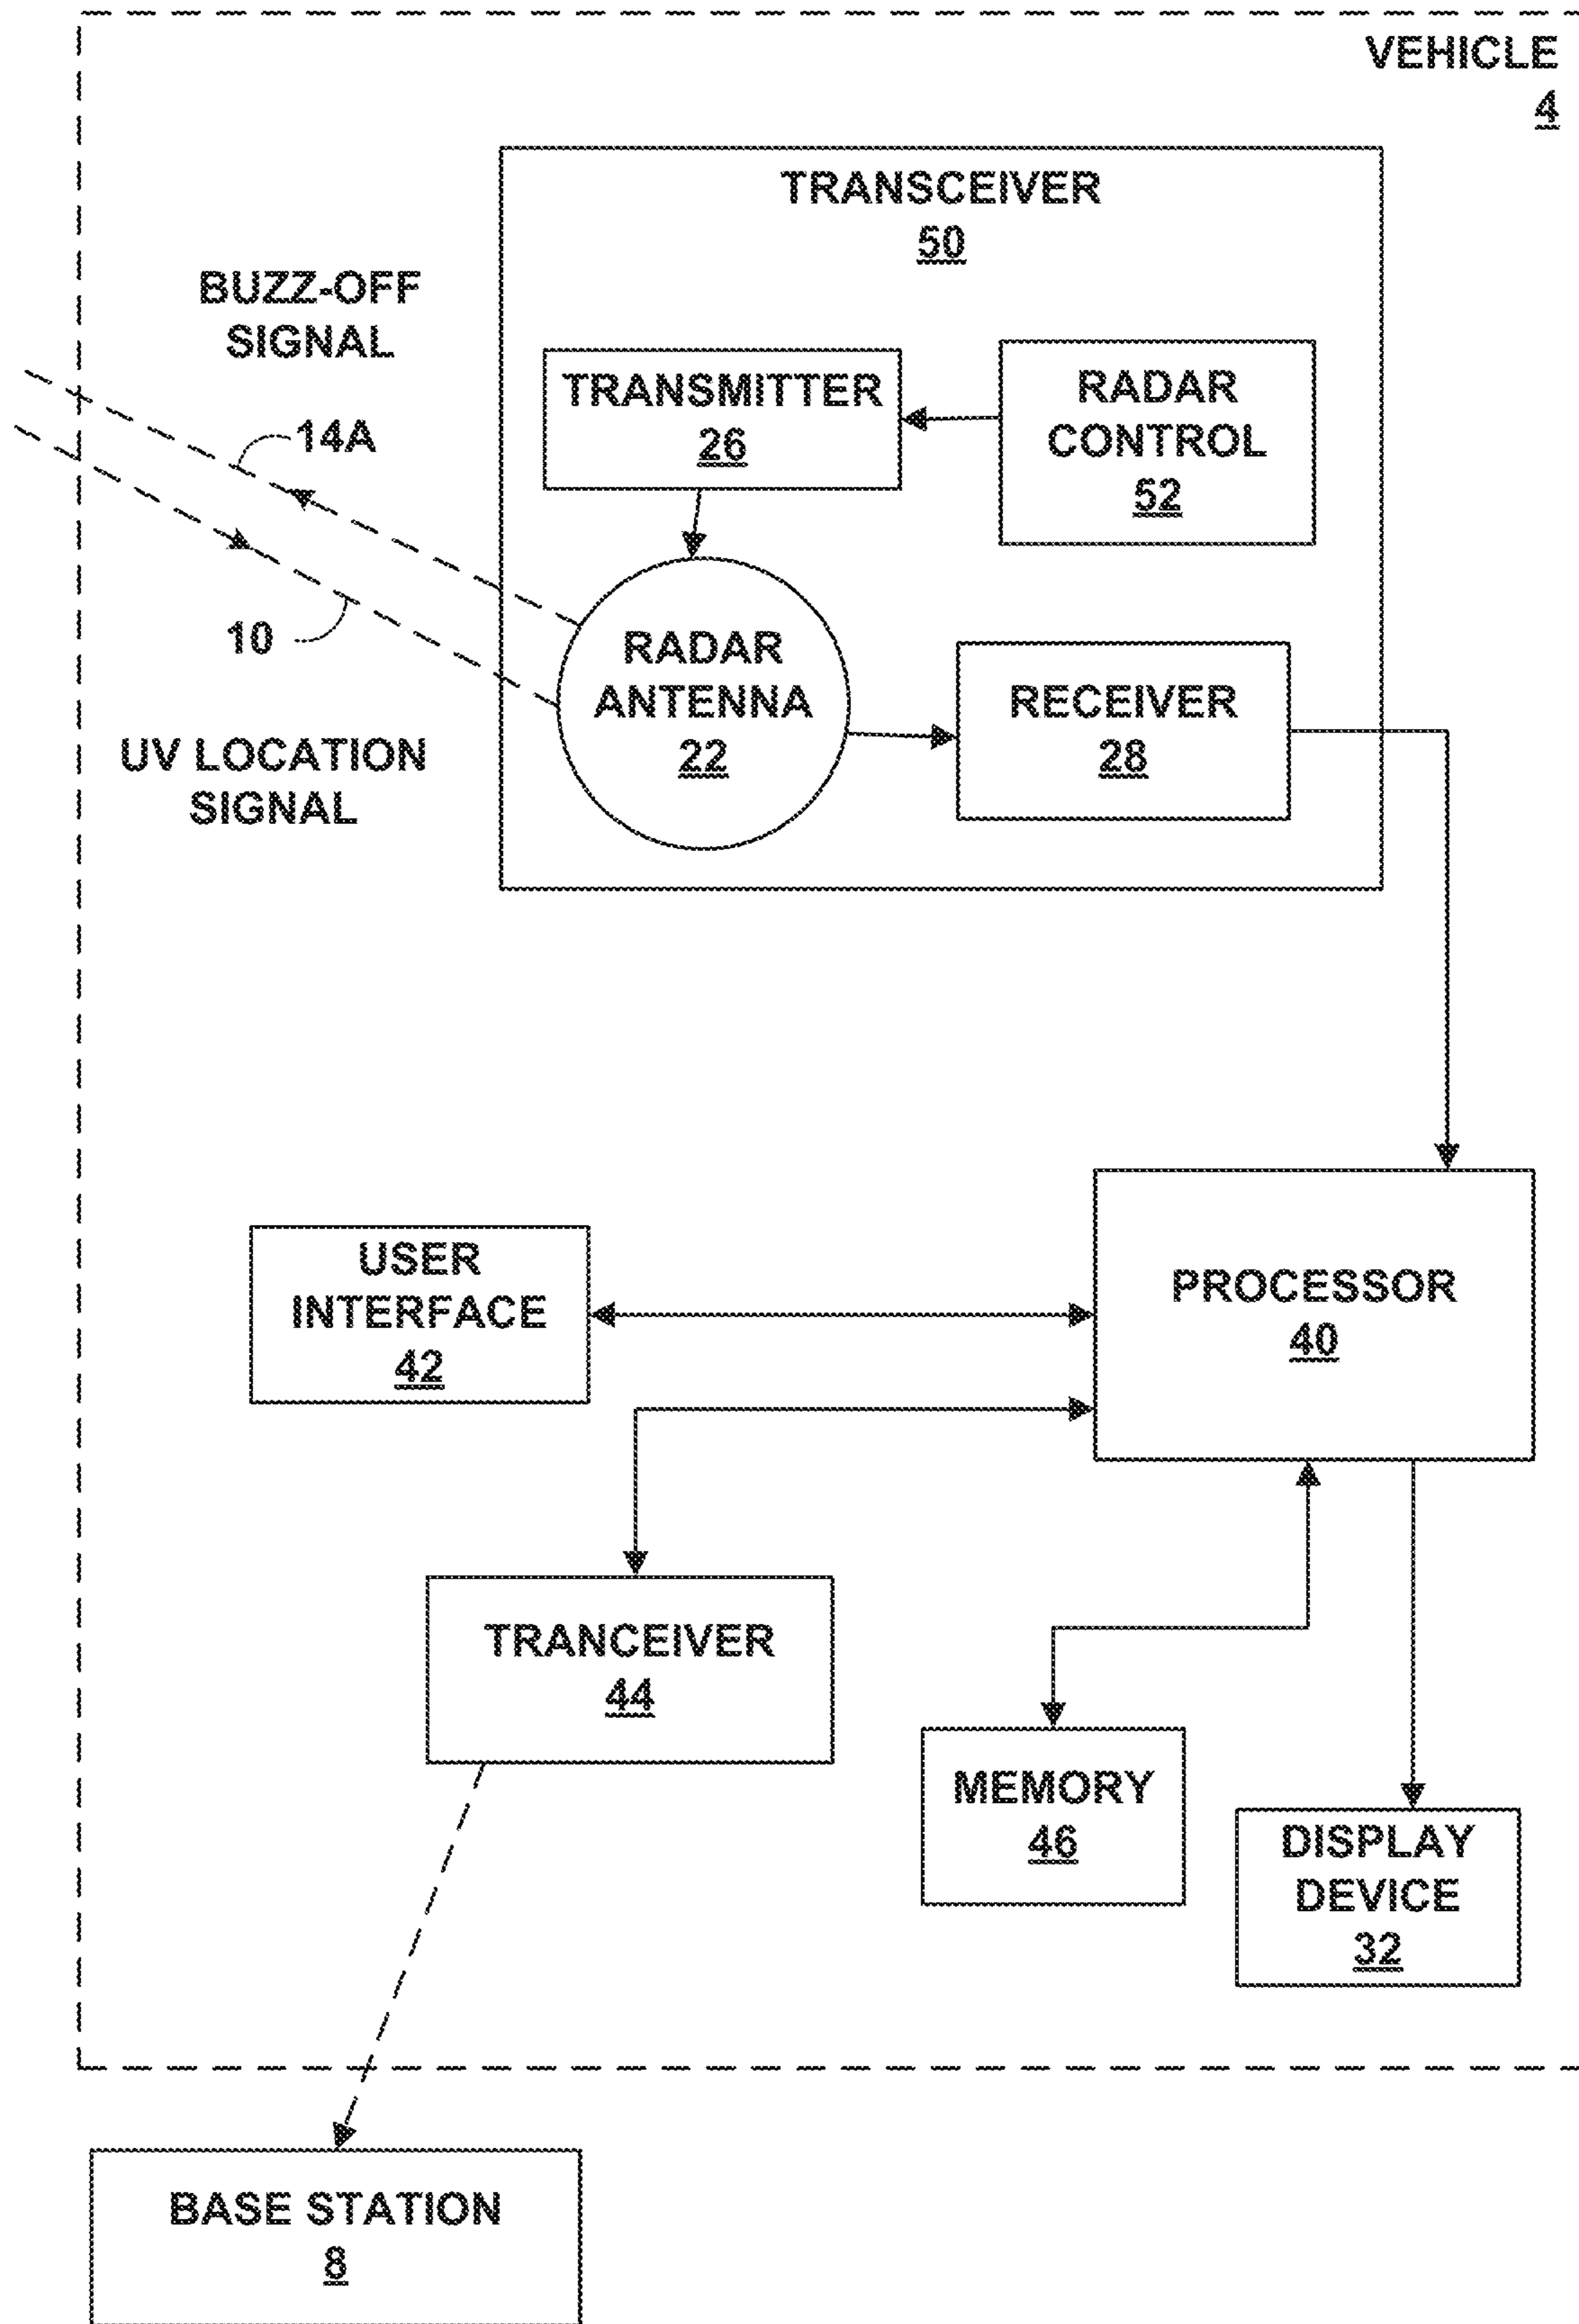 VEHICLE
4
TRANSCEIVER
50
BUZZ-OFF
SIGNAL
14A
TRANSMITTER
26
RADAR
CONTROL
52
10
RADAR
ANTENNA
22
RECEIVER
28
UV LOCATION
SIGNAL
USER
INTERFACE
42
PROCESSOR
40
TRANCEIVER
44
MEMORY
46
DISPLAY
DEVICE
32
BASE STATION
8